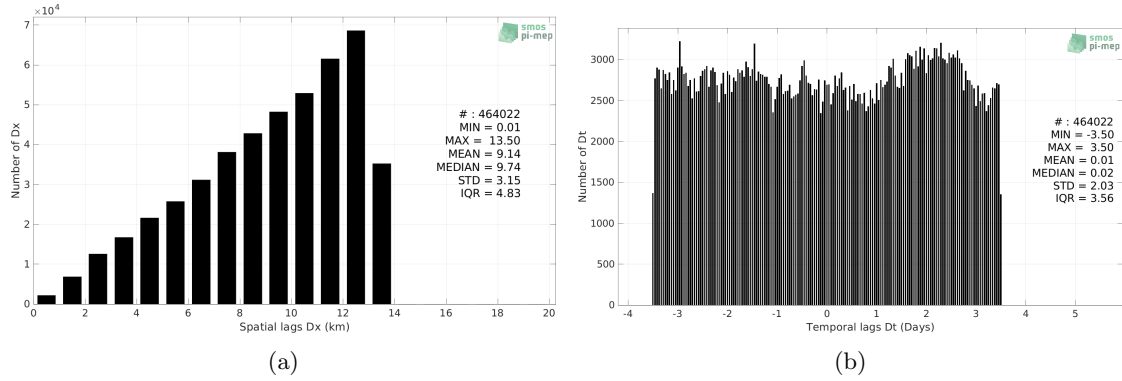 ×10⁴
7
6
5
4
3
2
1
0
Number of Dx
0 2 4 6 8 10 12 14 16 18 20
Spatial lags Dx (km)
smos
pi-mep
# : 464022
MIN = 0.01
MAX = 13.50
MEAN = 9.14
MEDIAN = 9.74
STD = 3.15
IQR = 4.83
(a)
3000
2500
2000
1500
1000
500
0
Number of Dt
-4 -3 -2 -1 0 1 2 3 4 5
Temporal lags Dt (Days)
smos
pi-mep
# : 464022
MIN = -3.50
MAX = 3.50
MEAN = 0.01
MEDIAN = 0.02
STD = 2.03
IQR = 3.56
(b)